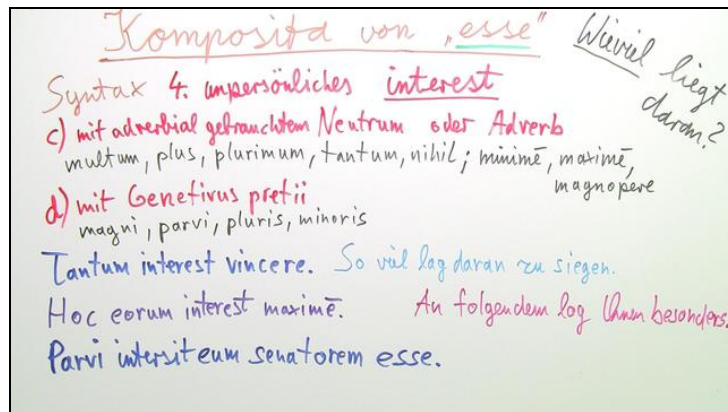 Komposita von „esse"
Wieviel liegt
daran?
Syntax 4. unpersönliches interest
c) mit adverbial gebrauchtem Neutrum oder Adverb
multum, plus, plurimum, tantum, nihil; minimē, maximē,
magnopere
d) mit Genetivus pretii
magni, parvi, pluris, minoris
Tantum interest vincere. So viel lag daran zu siegen.
Hoc eorum interest maximē. An folgendem lag ihnen besonders.
Parvi intersit eum senatorem esse.